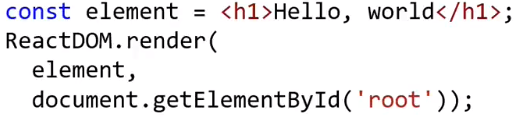 const element = <h1>Hello, world</h1>;
ReactDOM.render(
  element,
  document.getElementById('root'));